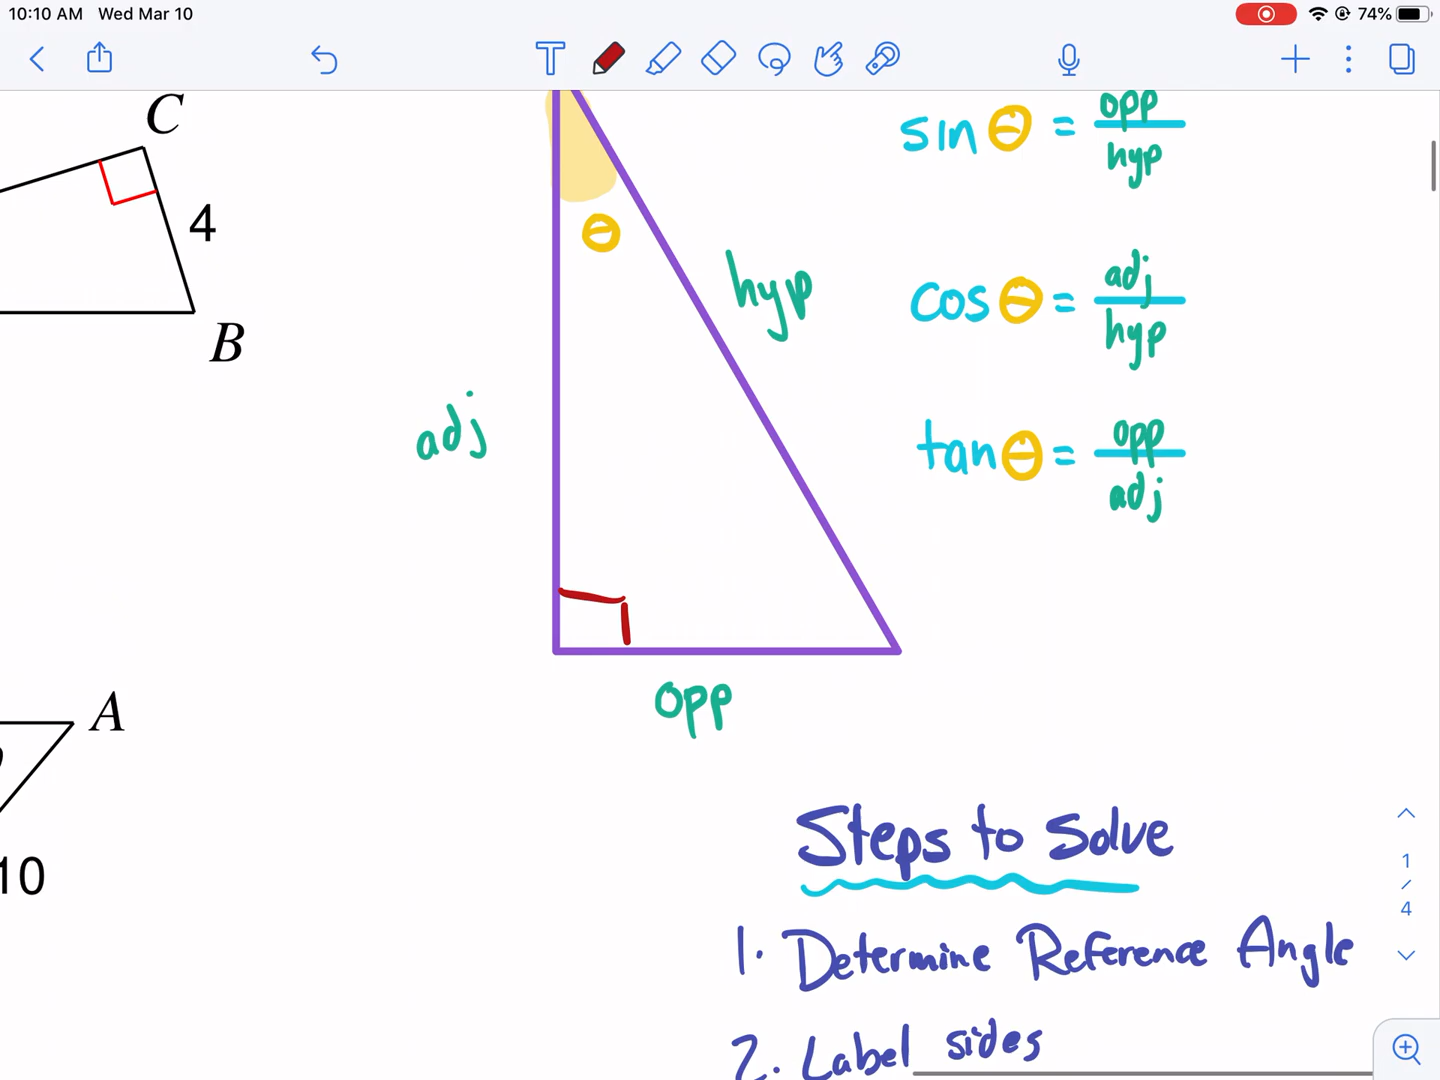 10:10 AM Wed Mar 10
74%
T
C
4
B
θ
hyp
adj
opp
sin θ = opp/hyp
cos θ = adj/hyp
tan θ = opp/adj
A
10
Steps to Solve
1. Determine Reference Angle
2. Label sides
1/4